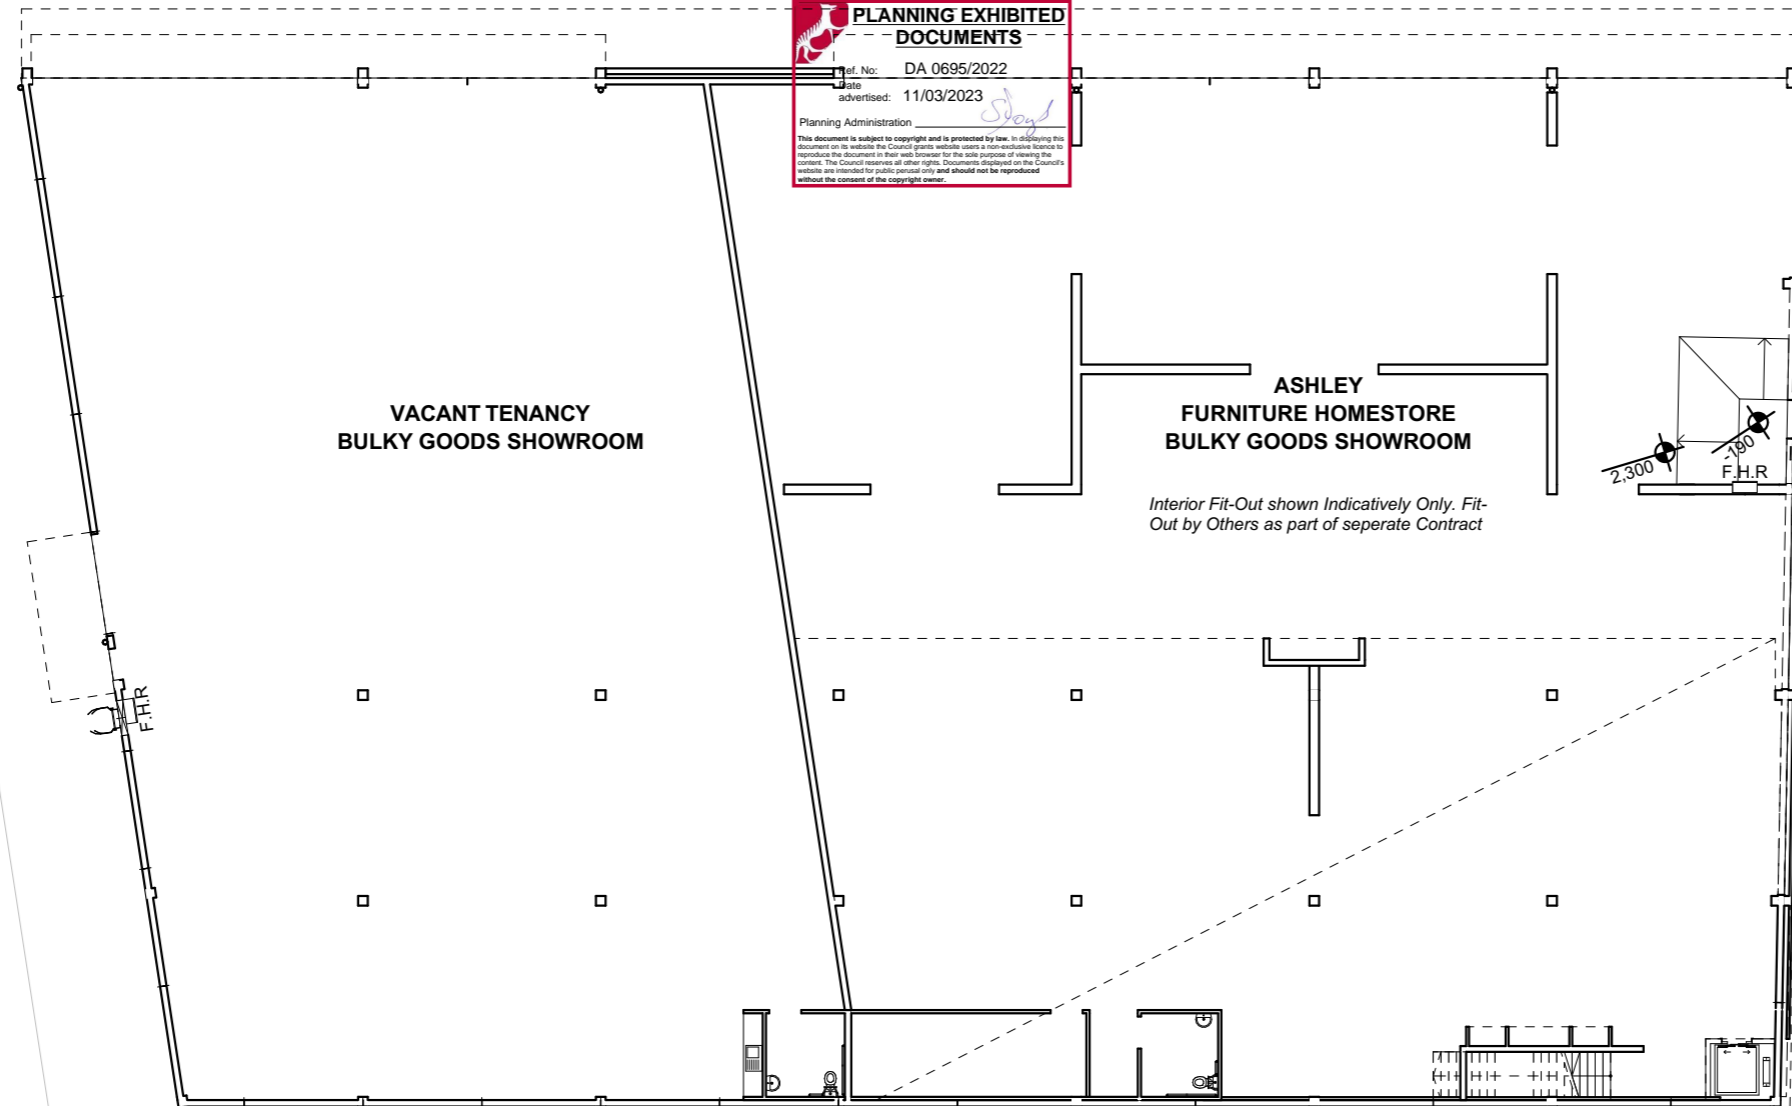 PLANNING EXHIBITED
DOCUMENTS
Ref. No: DA 0695/2022
Date
advertised: 11/03/2023
Planning Administration
This document is subject to copyright and is protected by law. In displaying this
document on its website the Council grants website users a non-exclusive licence to
reproduce the document in their web browser for the sole purpose of viewing the
content. The Council reserves all other rights. Documents displayed on the Council's
website are intended for public perusal only and should not be reproduced
without the consent of the copyright owner.
VACANT TENANCY
BULKY GOODS SHOWROOM
ASHLEY
FURNITURE HOMESTORE
BULKY GOODS SHOWROOM
Interior Fit-Out shown Indicatively Only. Fit-
Out by Others as part of seperate Contract
2,300
-190
F.H.R
F.H.R